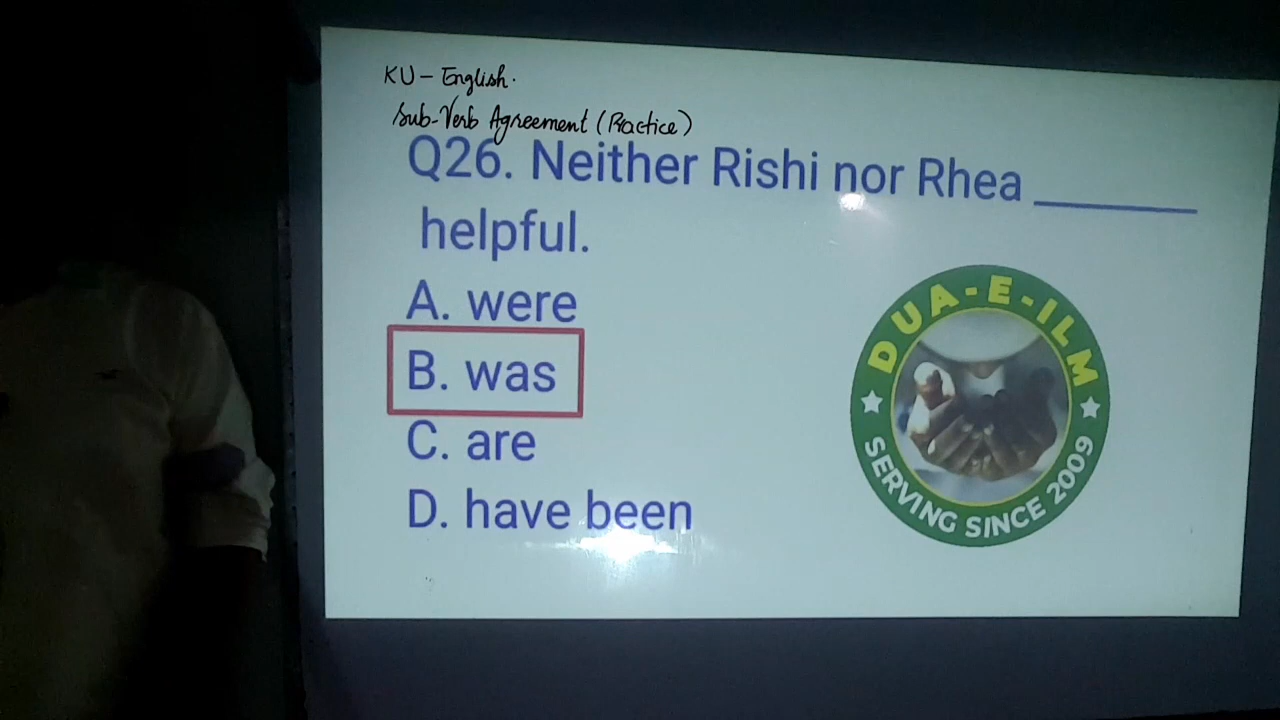 KU - English.
Sub-Verb Agreement (Practice)
Q26. Neither Rishi nor Rhea ________
helpful.
A. were
B. was
C. are
D. have been
DUA-E-ILM
SERVING SINCE 2009